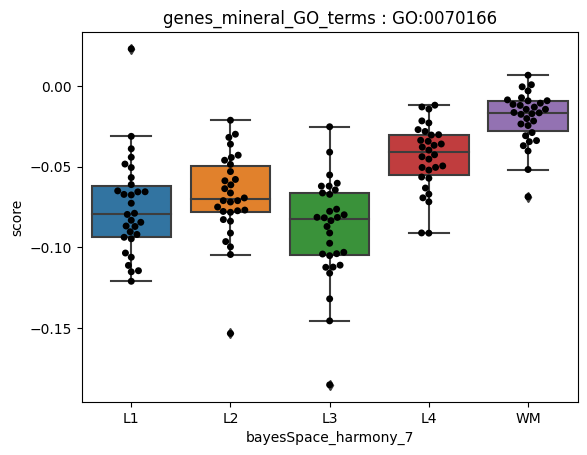 genes_mineral_GO_terms : GO:0070166
0.00
−0.05
−0.10
−0.15
score
L1 L2 L3 L4 WM
bayesSpace_harmony_7